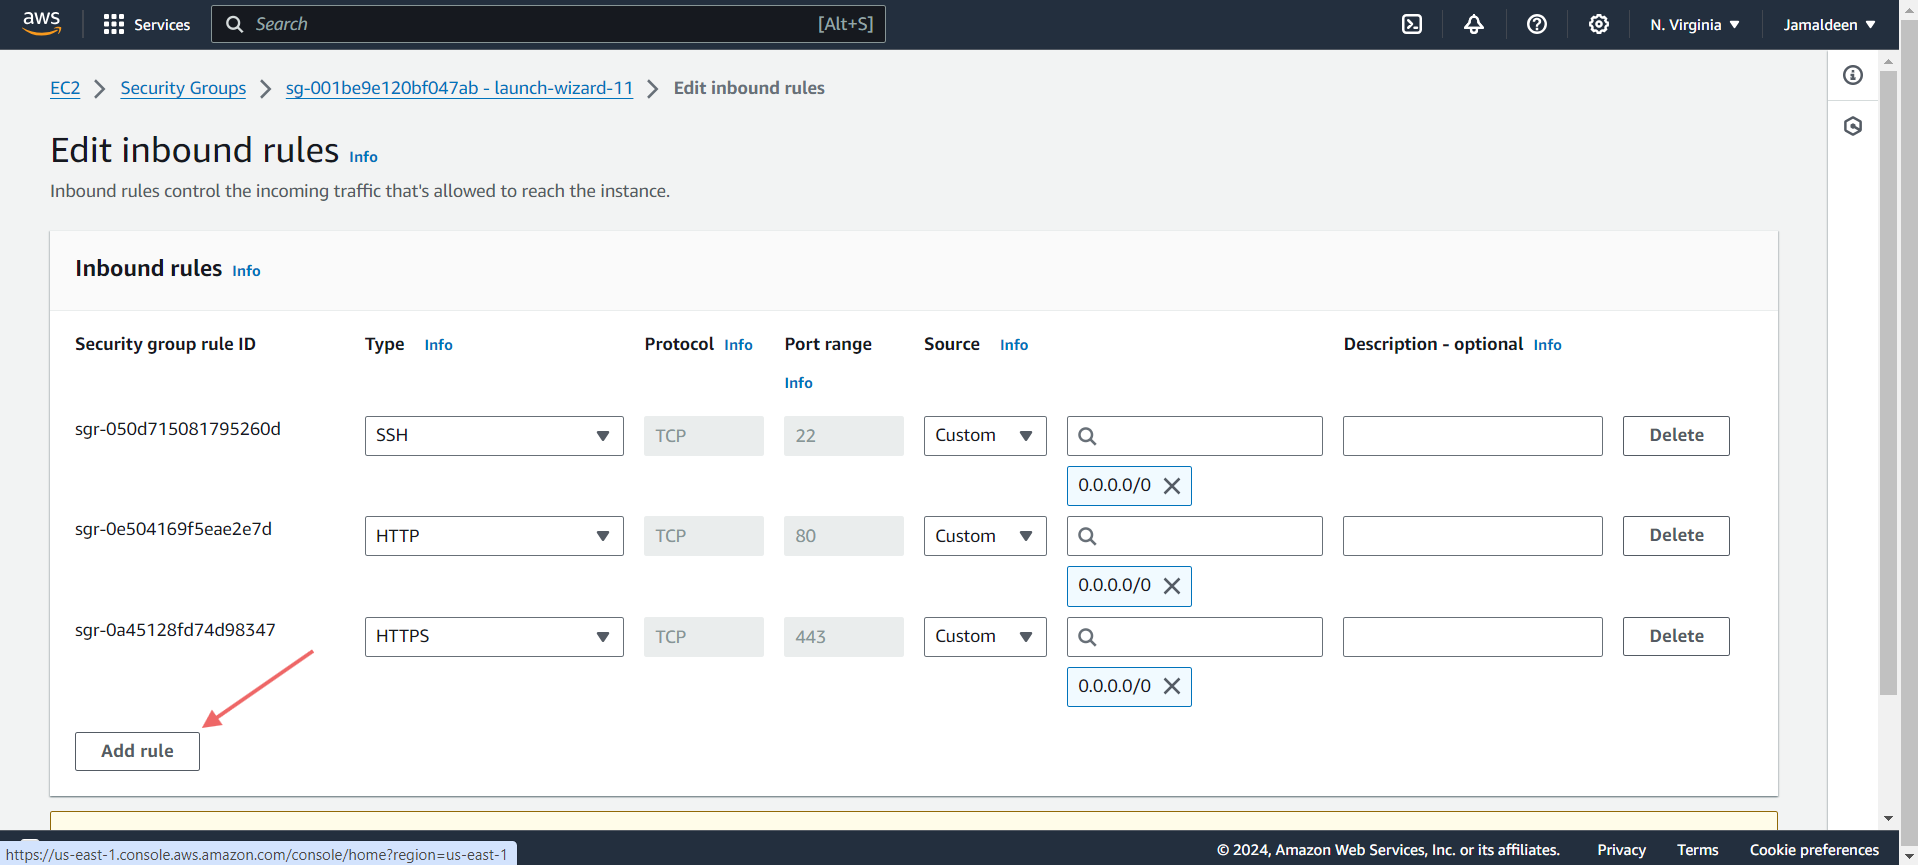 aws Services Search [Alt+S] N. Virginia Jamaldeen
EC2 Security Groups sg-001be9e120bf047ab - launch-wizard-11 Edit inbound rules
Edit inbound rules Info
Inbound rules control the incoming traffic that's allowed to reach the instance.
Inbound rules Info
Security group rule ID Type Info Protocol Info Port range Source Info Description - optional Info
Info
sgr-050d715081795260d SSH TCP 22 Custom Delete
0.0.0.0/0
sgr-0e504169f5eae2e7d HTTP TCP 80 Custom Delete
0.0.0.0/0
sgr-0a45128fd74d98347 HTTPS TCP 443 Custom Delete
0.0.0.0/0
Add rule
https://us-east-1.console.aws.amazon.com/console/home?region=us-east-1 © 2024, Amazon Web Services, Inc. or its affiliates. Privacy Terms Cookie preferences